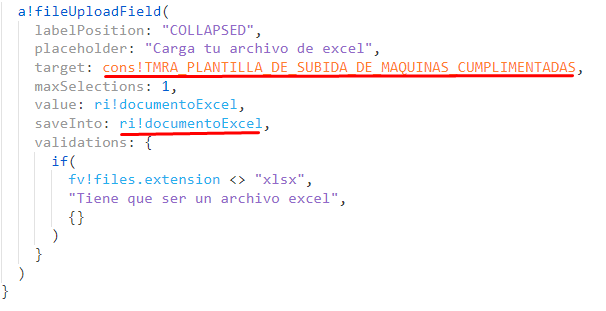 a!fileUploadField(
labelPosition: "COLLAPSED",
placeholder: "Carga tu archivo de excel",
target: cons!TMRA_PLANTILLA_DE_SUBIDA_DE_MAQUINAS_CUMPLIMENTADAS,
maxSelections: 1,
value: ri!documentoExcel,
saveInto: ri!documentoExcel,
validations: {
if(
fv!files.extension <> "xlsx",
"Tiene que ser un archivo excel",
{}
)
}
)
}